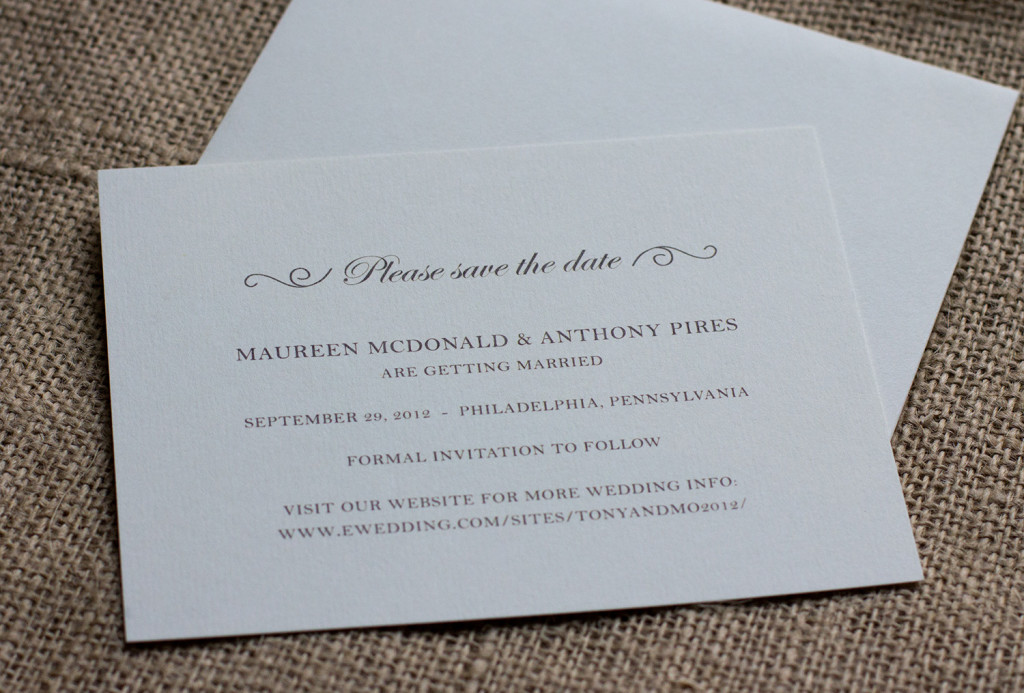 Please save the date
MAUREEN MCDONALD & ANTHONY PIRES
ARE GETTING MARRIED
SEPTEMBER 29, 2012 - PHILADELPHIA, PENNSYLVANIA
FORMAL INVITATION TO FOLLOW
VISIT OUR WEBSITE FOR MORE WEDDING INFO:
WWW.EWEDDING.COM/SITES/TONYANDMO2012/